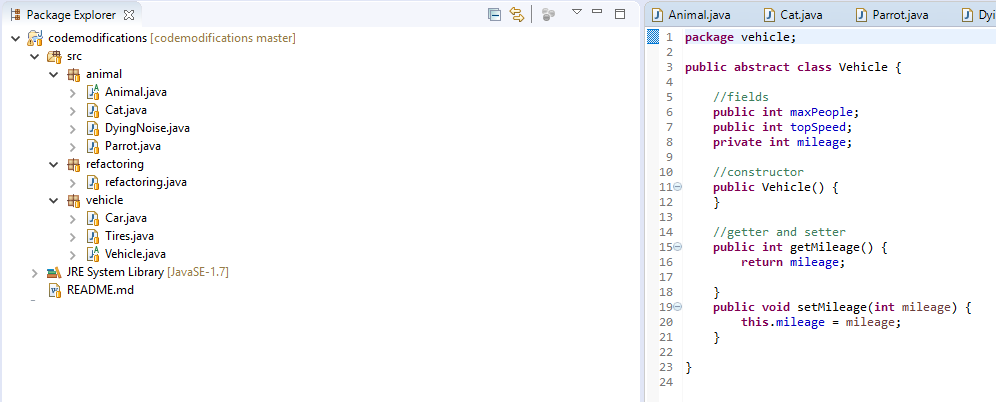 Package Explorer
codemodifications [codemodifications master]
src
animal
Animal.java
Cat.java
DyingNoise.java
Parrot.java
refactoring
refactoring.java
vehicle
Car.java
Tires.java
Vehicle.java
JRE System Library [JavaSE-1.7]
README.md
Animal.java Cat.java Parrot.java Dyi
1 package vehicle;
2
3 public abstract class Vehicle {
4
5 //fields
6 public int maxPeople;
7 public int topSpeed;
8 private int mileage;
9
10 //constructor
11 public Vehicle() {
12 }
13
14 //getter and setter
15 public int getMileage() {
16 return mileage;
17
18 }
19 public void setMileage(int mileage) {
20 this.mileage = mileage;
21 }
22
23 }
24